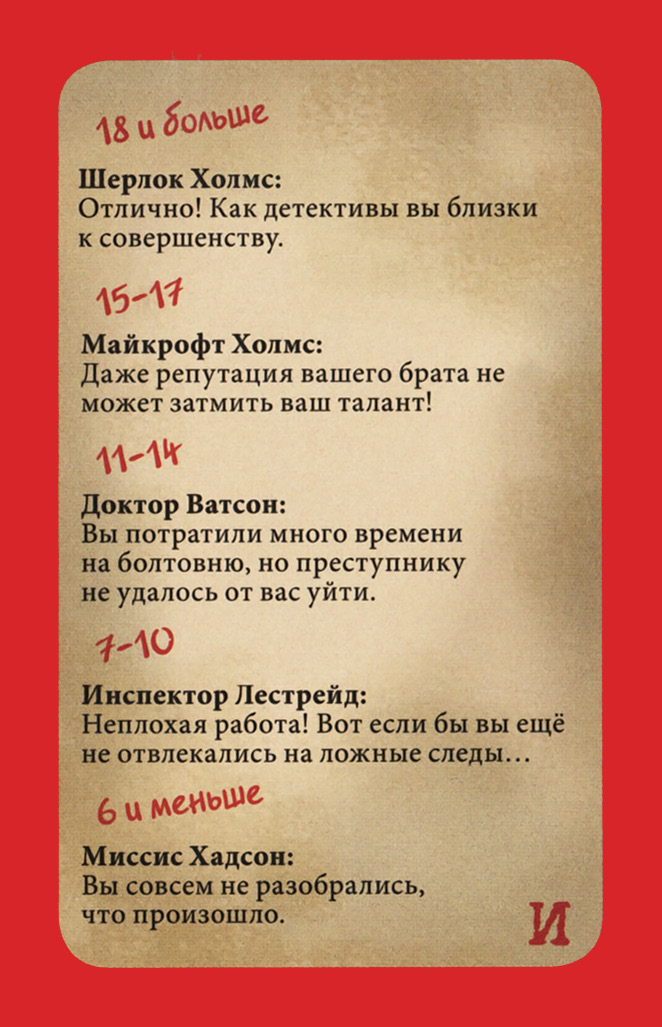 18 и больше
Шерлок Холмс:
Отлично! Как детективы вы близки
к совершенству.
15-17
Майкрофт Холмс:
Даже репутация вашего брата не
может затмить ваш талант!
11-14
Доктор Ватсон:
Вы потратили много времени
на болтовню, но преступнику
не удалось от вас уйти.
7-10
Инспектор Лестрейд:
Неплохая работа! Вот если бы вы ещё
не отвлекались на ложные следы...
6 и меньше
Миссис Хадсон:
Вы совсем не разобрались,
что произошло.
И